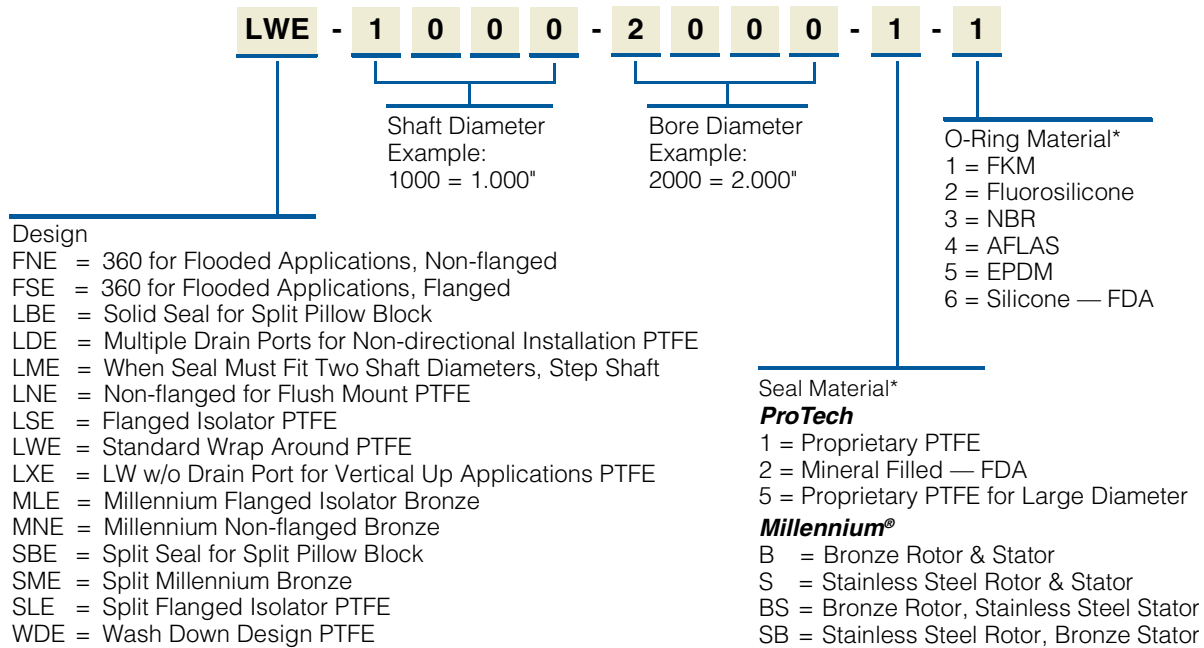 LWE - 1 0 0 0 - 2 0 0 0 - 1 - 1
Shaft Diameter
Example:
1000 = 1.000"
Bore Diameter
Example:
2000 = 2.000"
O-Ring Material*
1 = FKM
2 = Fluorosilicone
3 = NBR
4 = AFLAS
5 = EPDM
6 = Silicone — FDA
Design
FNE = 360 for Flooded Applications, Non-flanged
FSE = 360 for Flooded Applications, Flanged
LBE = Solid Seal for Split Pillow Block
LDE = Multiple Drain Ports for Non-directional Installation PTFE
LME = When Seal Must Fit Two Shaft Diameters, Step Shaft
LNE = Non-flanged for Flush Mount PTFE
LSE = Flanged Isolator PTFE
LWE = Standard Wrap Around PTFE
LXE = LW w/o Drain Port for Vertical Up Applications PTFE
MLE = Millennium Flanged Isolator Bronze
MNE = Millennium Non-flanged Bronze
SBE = Split Seal for Split Pillow Block
SME = Split Millennium Bronze
SLE = Split Flanged Isolator PTFE
WDE = Wash Down Design PTFE
Seal Material*
ProTech
1 = Proprietary PTFE
2 = Mineral Filled — FDA
5 = Proprietary PTFE for Large Diameter
Millennium®
B = Bronze Rotor & Stator
S = Stainless Steel Rotor & Stator
BS = Bronze Rotor, Stainless Steel Stator
SB = Stainless Steel Rotor, Bronze Stator